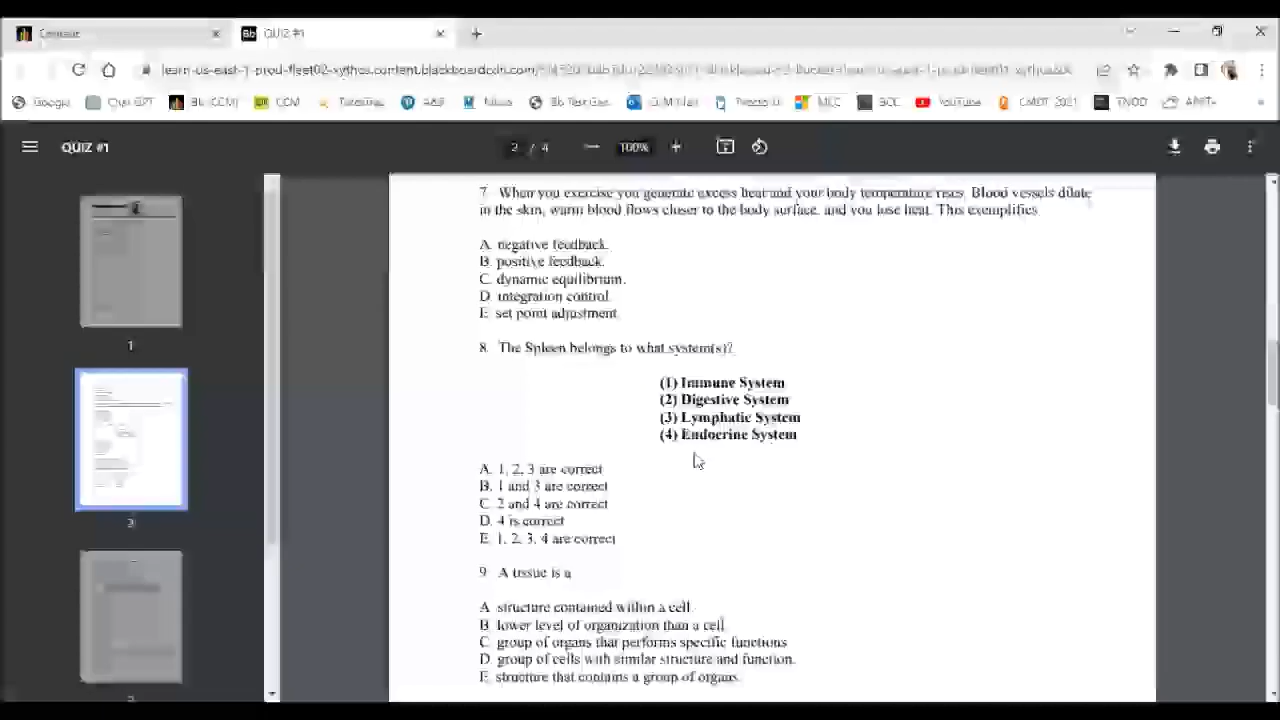 QUIZ #1
Google
YouTube
QUIZ #1
2 / 4
100%
7 When you exercise you generate excess heat and your body temperature rises. Blood vessels dilate
in the skin, warm blood flows closer to the body surface, and you lose heat. This exemplifies
A. negative feedback.
B. positive feedback.
C. dynamic equilibrium.
D. integration control.
E. set point adjustment.
8. The Spleen belongs to what system(s)?
(1) Immune System
(2) Digestive System
(3) Lymphatic System
(4) Endocrine System
A. 1, 2, 3 are correct
B. 1 and 3 are correct
C. 2 and 4 are correct
D. 4 is correct
E. 1, 2, 3, 4 are correct
9 A tissue is a
A structure contained within a cell.
B lower level of organization than a cell.
C. group of organs that performs specific functions
D. group of cells with similar structure and function.
E. structure that contains a group of organs.
1